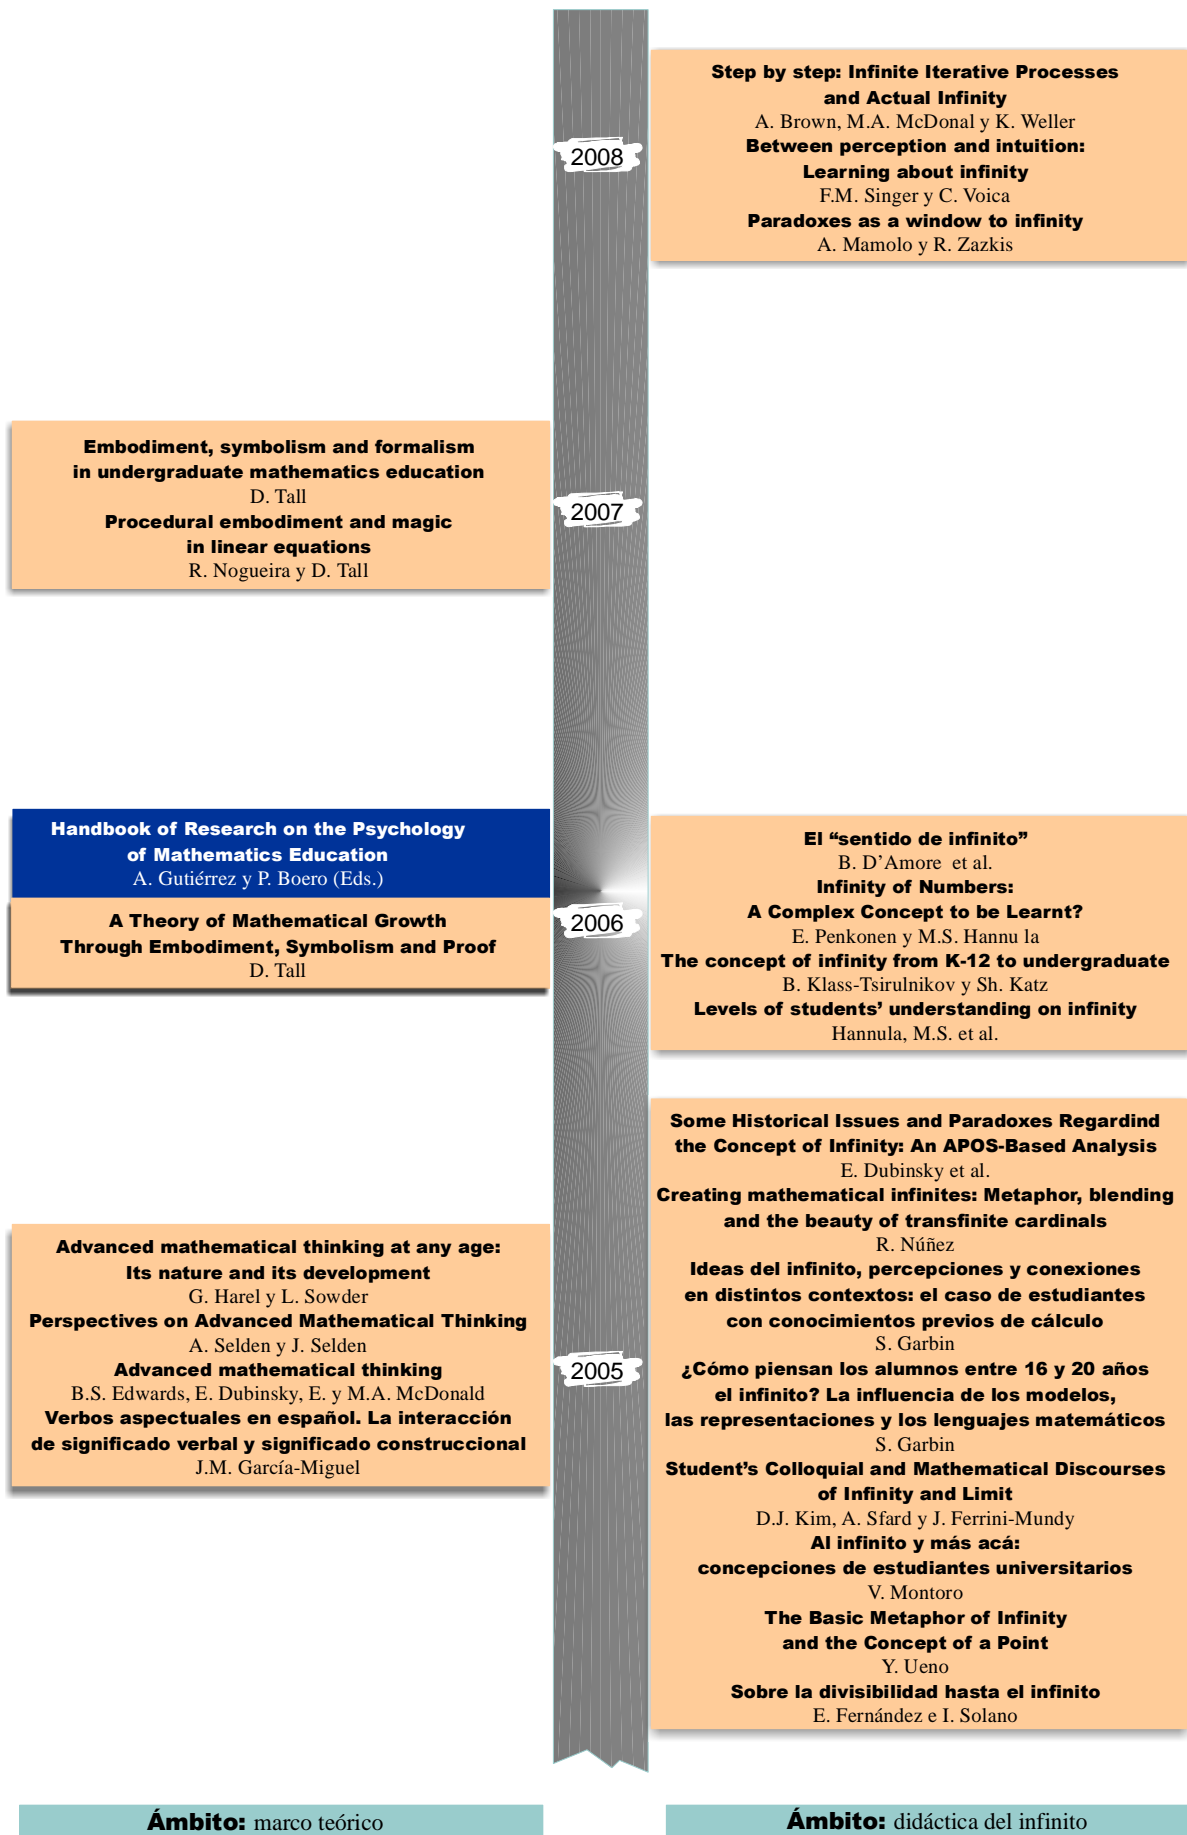 Step by step: Infinite Iterative Processes
and Actual Infinity
A. Brown, M.A. McDonal y K. Weller
Between perception and intuition:
Learning about infinity
F.M. Singer y C. Voica
Paradoxes as a window to infinity
A. Mamolo y R. Zazkis
2008
Embodiment, symbolism and formalism
in undergraduate mathematics education
D. Tall
Procedural embodiment and magic
in linear equations
R. Nogueira y D. Tall
2007
Handbook of Research on the Psychology
of Mathematics Education
A. Gutiérrez y P. Boero (Eds.)
A Theory of Mathematical Growth
Through Embodiment, Symbolism and Proof
D. Tall
2006
El “sentido de infinito”
B. D’Amore et al.
Infinity of Numbers:
A Complex Concept to be Learnt?
E. Penkonen y M.S. Hannu la
The concept of infinity from K-12 to undergraduate
B. Klass-Tsirulnikov y Sh. Katz
Levels of students’ understanding on infinity
Hannula, M.S. et al.
Advanced mathematical thinking at any age:
Its nature and its development
G. Harel y L. Sowder
Perspectives on Advanced Mathematical Thinking
A. Selden y J. Selden
Advanced mathematical thinking
B.S. Edwards, E. Dubinsky, E. y M.A. McDonald
Verbos aspectuales en español. La interacción
de significado verbal y significado construccional
J.M. García-Miguel
2005
Some Historical Issues and Paradoxes Regardind
the Concept of Infinity: An APOS-Based Analysis
E. Dubinsky et al.
Creating mathematical infinites: Metaphor, blending
and the beauty of transfinite cardinals
R. Núñez
Ideas del infinito, percepciones y conexiones
en distintos contextos: el caso de estudiantes
con conocimientos previos de cálculo
S. Garbin
¿Cómo piensan los alumnos entre 16 y 20 años
el infinito? La influencia de los modelos,
las representaciones y los lenguajes matemáticos
S. Garbin
Student’s Colloquial and Mathematical Discourses
of Infinity and Limit
D.J. Kim, A. Sfard y J. Ferrini-Mundy
Al infinito y más acá:
concepciones de estudiantes universitarios
V. Montoro
The Basic Metaphor of Infinity
and the Concept of a Point
Y. Ueno
Sobre la divisibilidad hasta el infinito
E. Fernández e I. Solano
Ámbito: marco teórico
Ámbito: didáctica del infinito